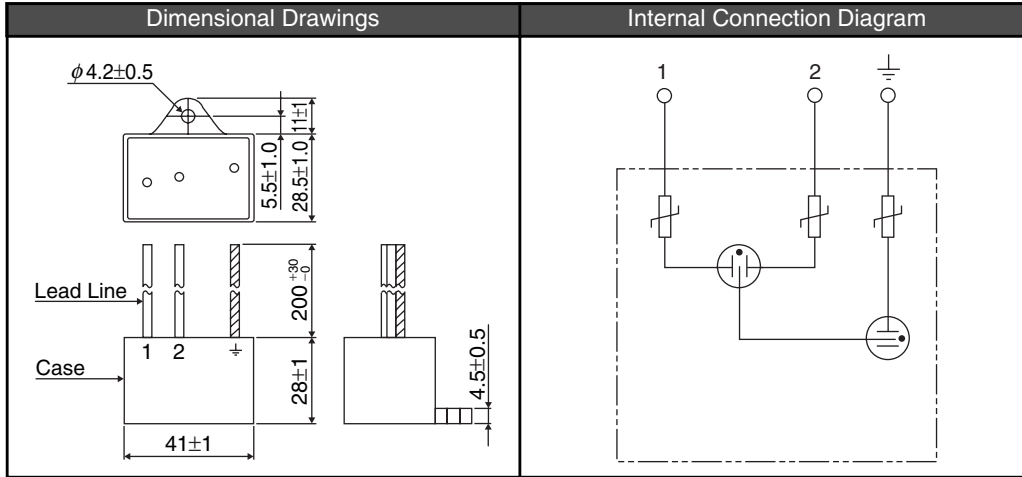 Dimensional Drawings
Internal Connection Diagram
ϕ4.2±0.5
11±1
5.5±1.0
28.5±1.0
Lead Line
200 +30 -0
1 2
Case
28±1
4.5±0.5
41±1
1 2